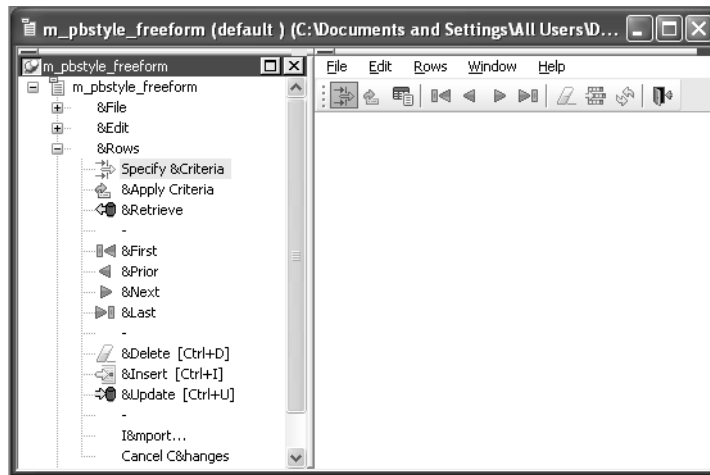 m_pbstyle_freeform (default ) (C:\Documents and Settings\All Users\D...
m_pbstyle_freeform
File Edit Rows Window Help
m_pbstyle_freeform
&File
&Edit
&Rows
Specify &Criteria
&Apply Criteria
&Retrieve
-
&First
&Prior
&Next
&Last
-
&Delete [Ctrl+D]
&Insert [Ctrl+I]
&Update [Ctrl+U]
-
I&mport...
Cancel C&hanges